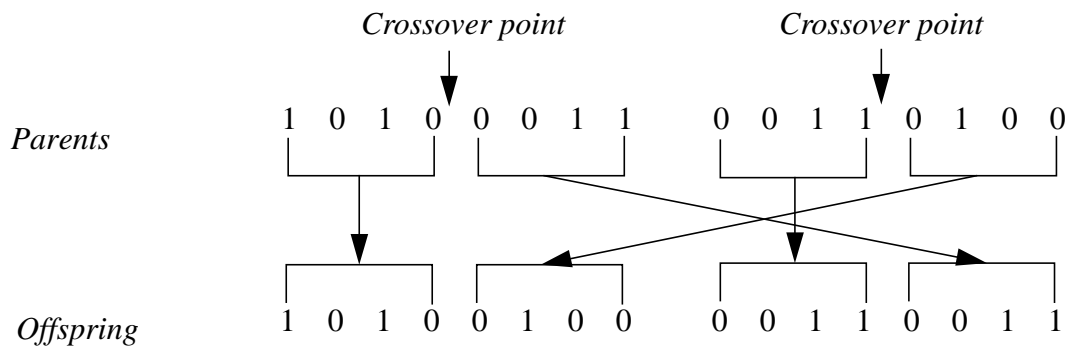 Crossover point Crossover point
Parents 1 0 1 0 0 0 1 1 0 0 1 1 0 1 0 0
Offspring 1 0 1 0 0 1 0 0 0 0 1 1 0 0 1 1